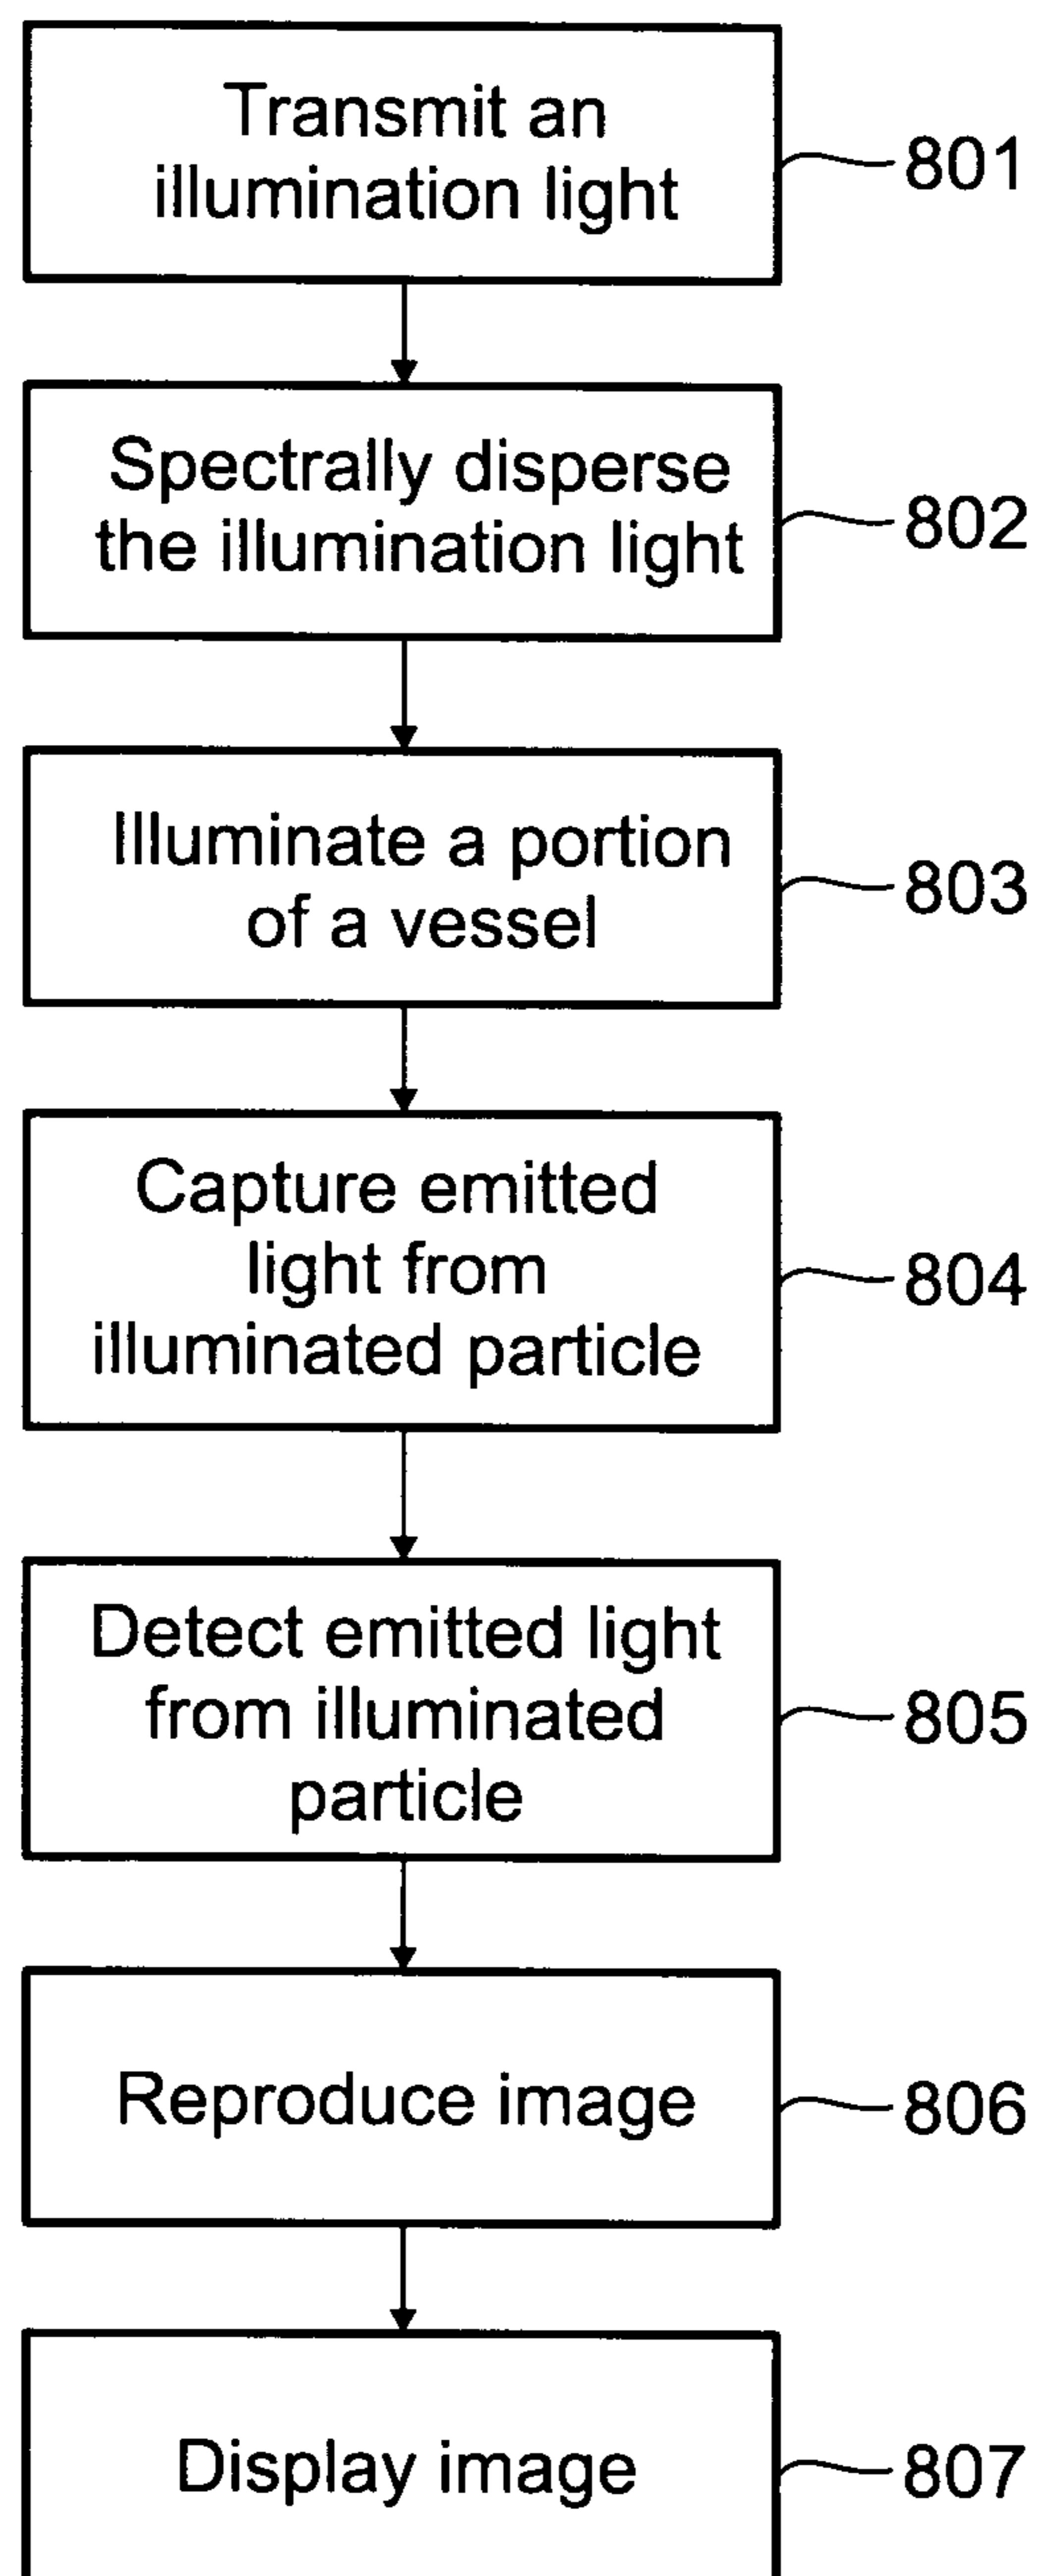 Transmit an
illumination light
801
Spectrally disperse
the illumination light
802
Illuminate a portion
of a vessel
803
Capture emitted
light from
illuminated particle
804
Detect emitted light
from illuminated
particle
805
Reproduce image
806
Display image
807